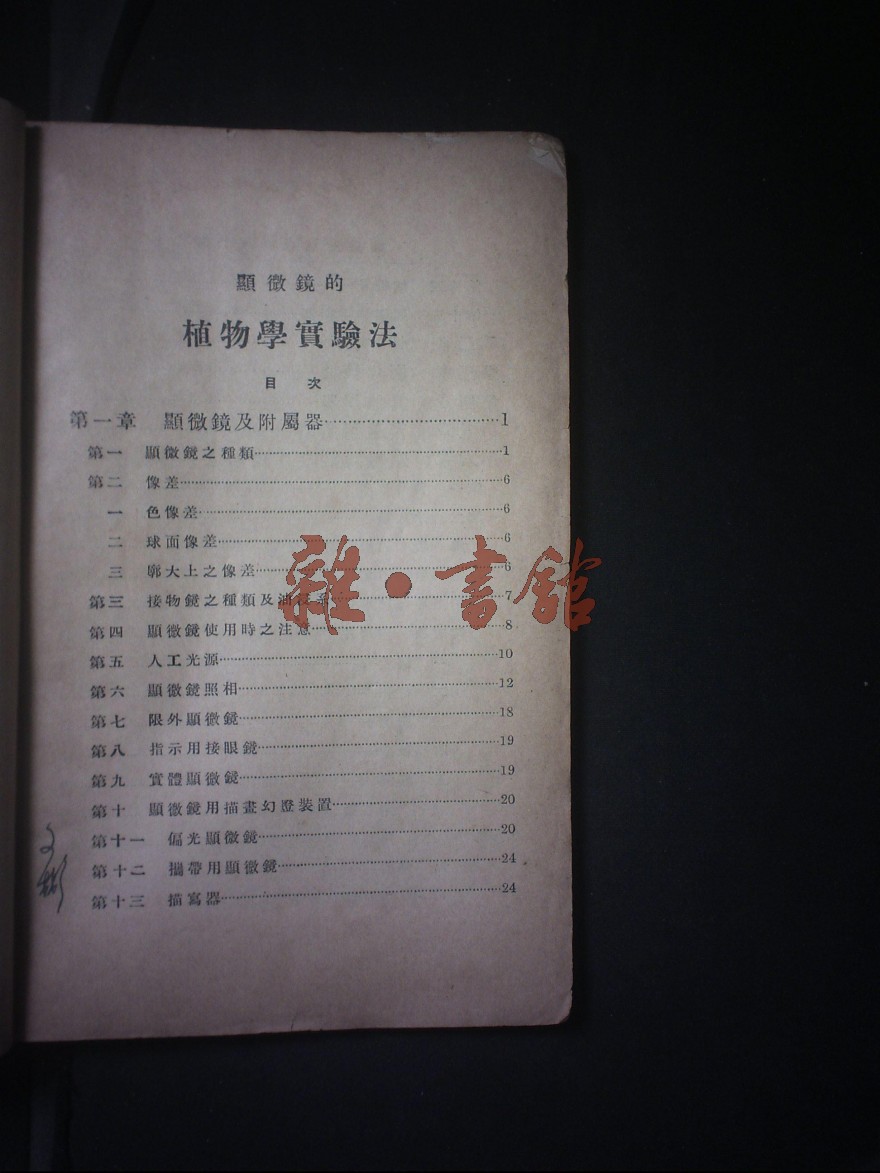 顯微鏡的
植物學實驗法
目次
第一章 顯微鏡及附屬器…………1
第一 顯微鏡之種類…………1
第二 像差…………6
一 色像差…………6
二 球面像差…………6
三 廓大上之像差…………6
第三 接物鏡之種類及油浸系…………7
第四 顯微鏡使用時之注意…………8
第五 人工光源…………10
第六 顯微鏡照相…………12
第七 限外顯微鏡…………18
第八 指示用接眼鏡…………19
第九 實體顯微鏡…………19
第十 顯微鏡用描畫幻燈裝置…………20
第十一 偏光顯微鏡…………20
第十二 攜帶用顯微鏡…………24
第十三 描寫器…………24
雜·書館